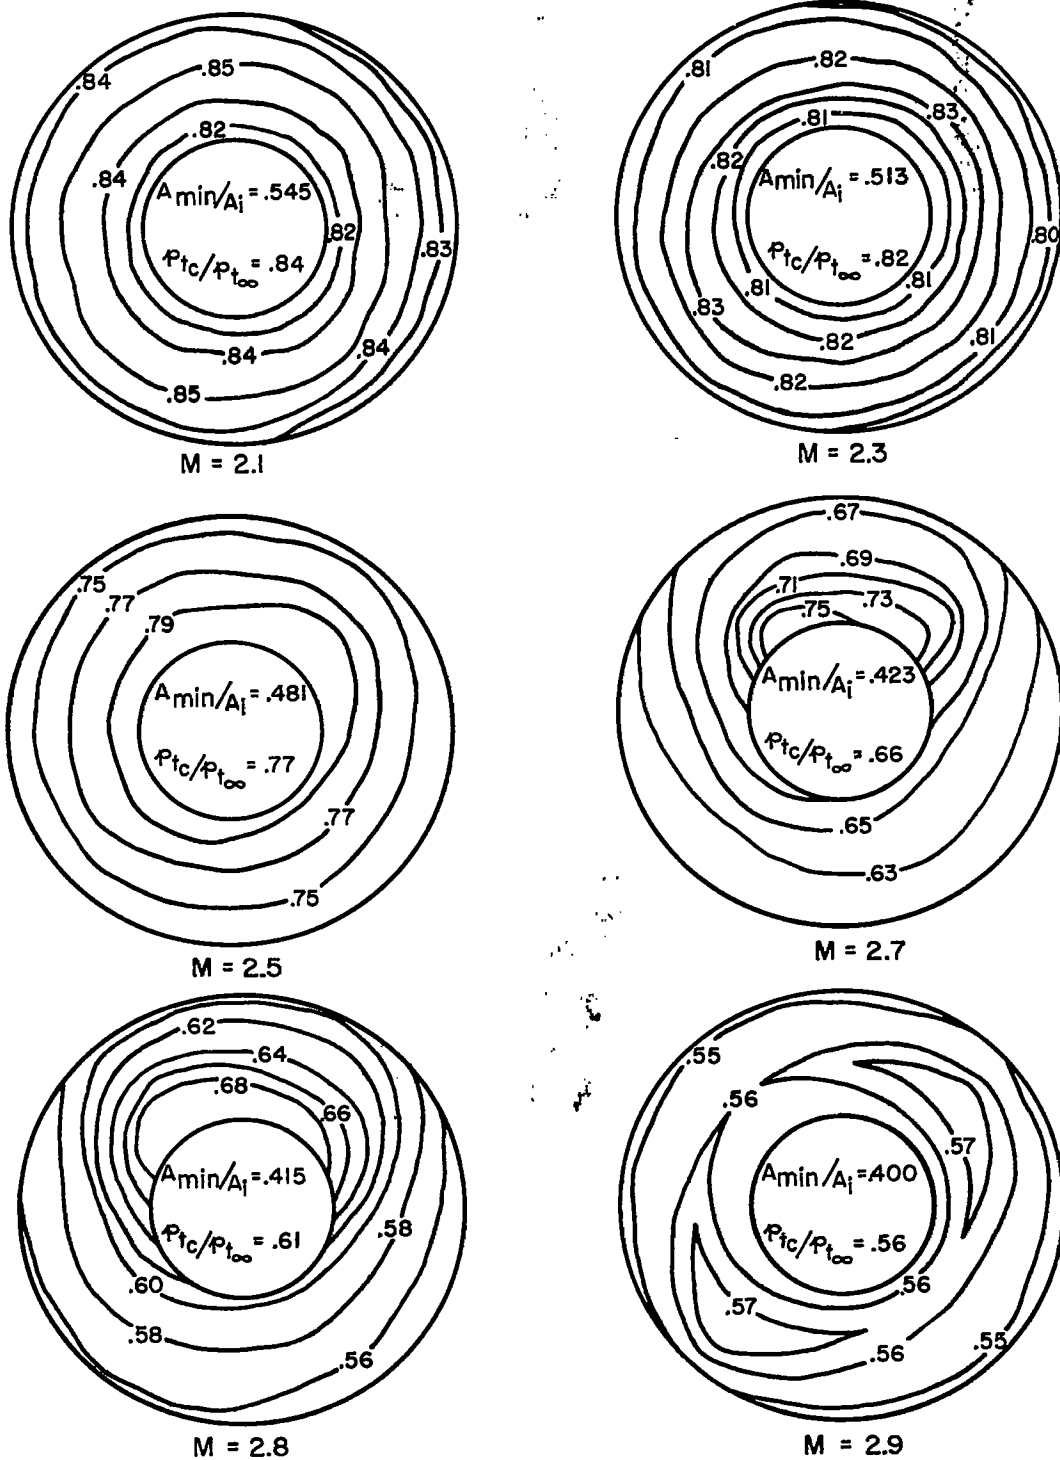 .84
.85
.82
.84
Amin/Ai = .545
.82
.83
ptc/pt∞ = .84
.84
.84
.85
M = 2.1
.81
.82
.83
.81
.82
Amin/Ai = .513
.80
ptc/pt∞ = .82
.81
.81
.83
.82
.81
.82
M = 2.3
.75
.77
.79
Amin/Ai = .481
ptc/pt∞ = .77
.77
.75
M = 2.5
.67
.69
.71
.73
.75
Amin/Ai = .423
ptc/pt∞ = .66
.65
.63
M = 2.7
.62
.64
.68
.66
Amin/Ai = .415
.58
ptc/pt∞ = .61
.60
.58
.56
M = 2.8
.55
.56
.57
Amin/Ai = .400
ptc/pt∞ = .56
.56
.57
.55
.56
M = 2.9